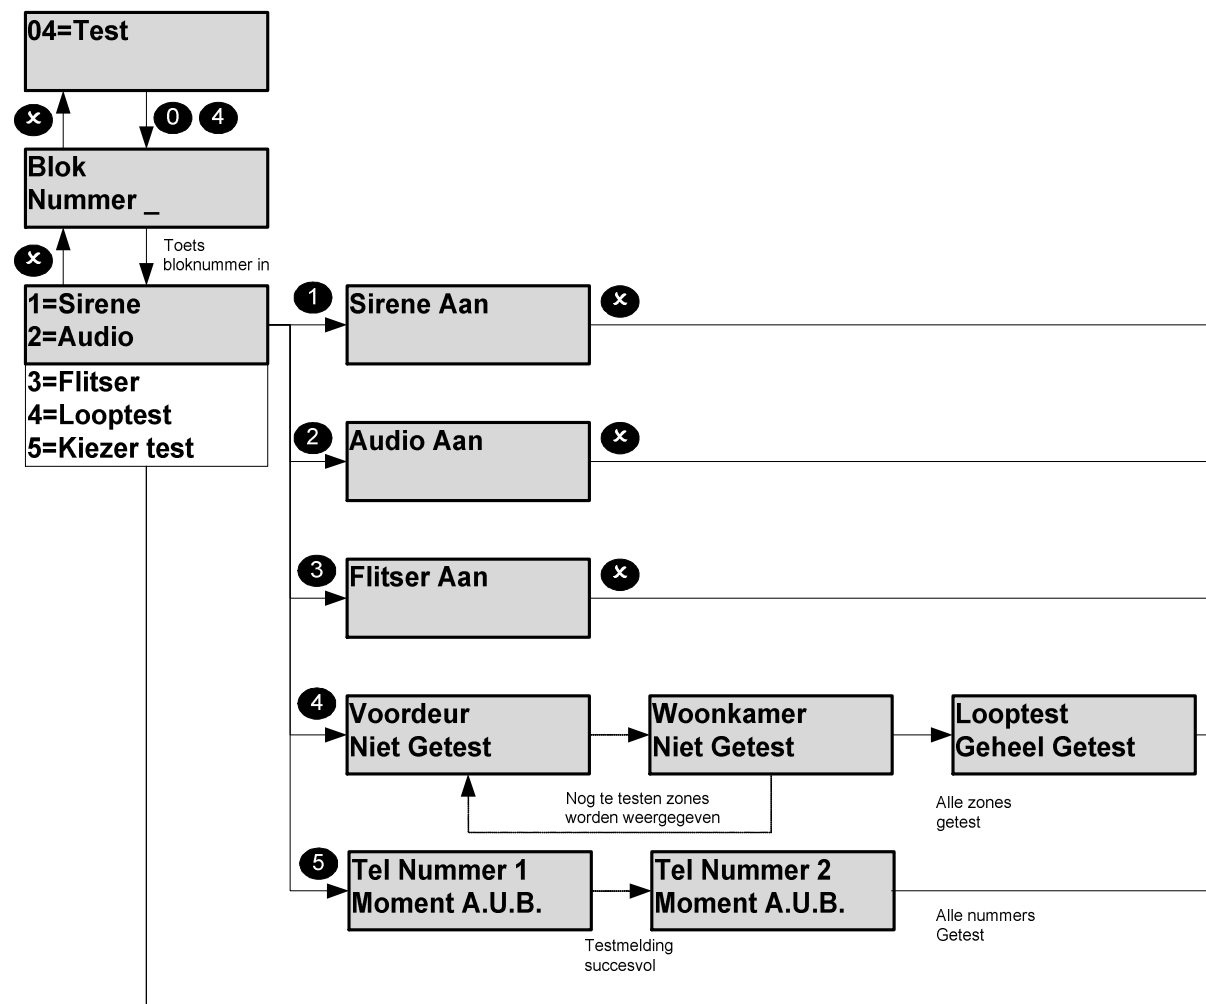 04=Test
0 4
Blok
Nummer _
Toets
bloknummer in
1=Sirene
2=Audio
3=Flitser
4=Looptest
5=Kiezer test
1
Sirene Aan
2
Audio Aan
3
Flitser Aan
4
Voordeur
Niet Getest
Woonkamer
Niet Getest
Looptest
Geheel Getest
Nog te testen zones
worden weergegeven
Alle zones
getest
5
Tel Nummer 1
Moment A.U.B.
Tel Nummer 2
Moment A.U.B.
Testmelding
succesvol
Alle nummers
Getest